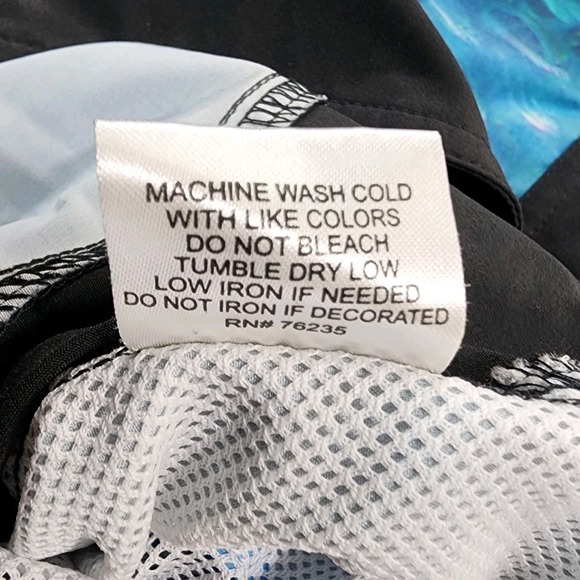 MACHINE WASH COLD
WITH LIKE COLORS
DO NOT BLEACH
TUMBLE DRY LOW
LOW IRON IF NEEDED
DO NOT IRON IF DECORATED
RN# 76235